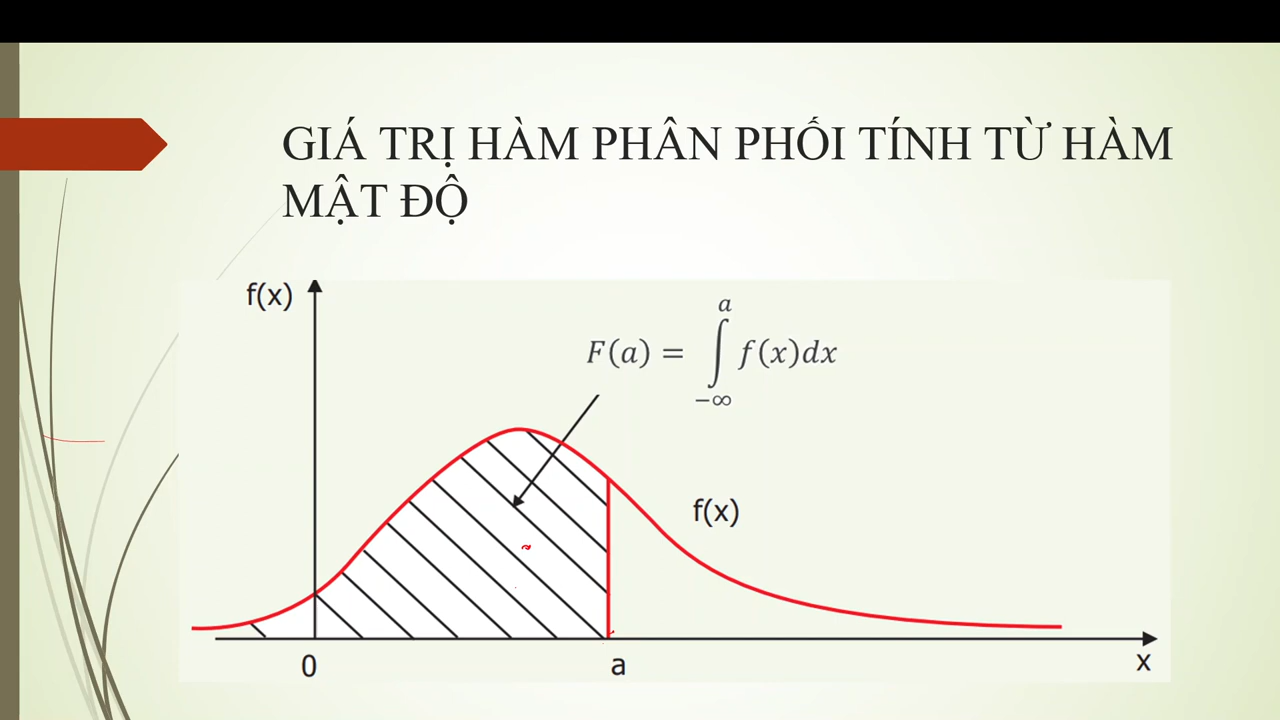 GIÁ TRỊ HÀM PHÂN PHỐI TÍNH TỪ HÀM
MẬT ĐỘ
f(x)
a
F(a) = ∫ f(x)dx
−∞
f(x)
0
a
x